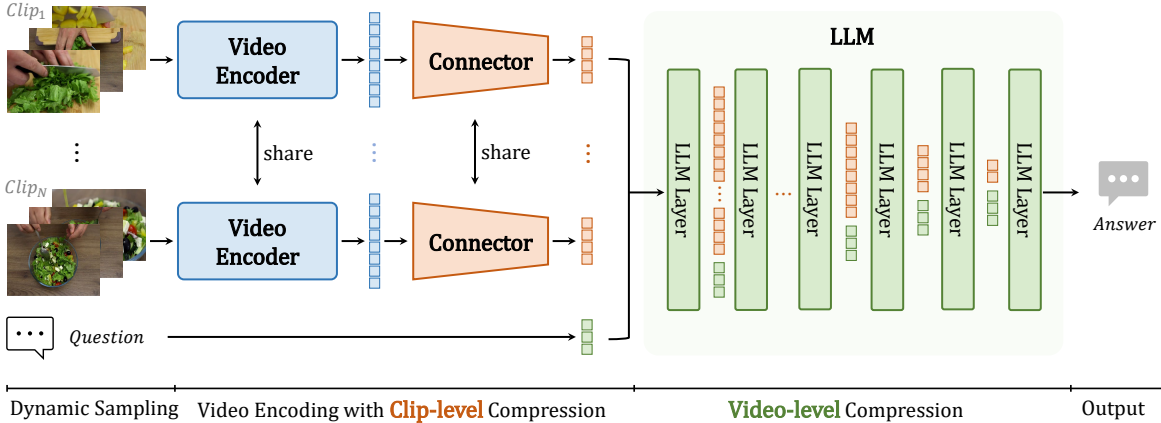 Clip₁
Video
Encoder
Connector
share
share
Clip_N
Video
Encoder
Connector
Question
LLM
LLM Layer
LLM Layer
LLM Layer
LLM Layer
LLM Layer
LLM Layer
Answer
Dynamic Sampling
Video Encoding with Clip-level Compression
Video-level Compression
Output